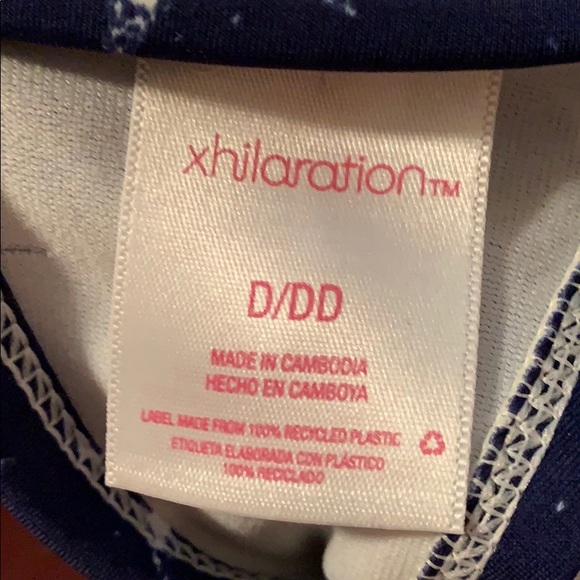 xhilaration™
D/DD
MADE IN CAMBODIA
HECHO EN CAMBOYA
LABEL MADE FROM 100% RECYCLED PLASTIC
ETIQUETA ELABORADA CON PLÁSTICO
100% RECICLADO